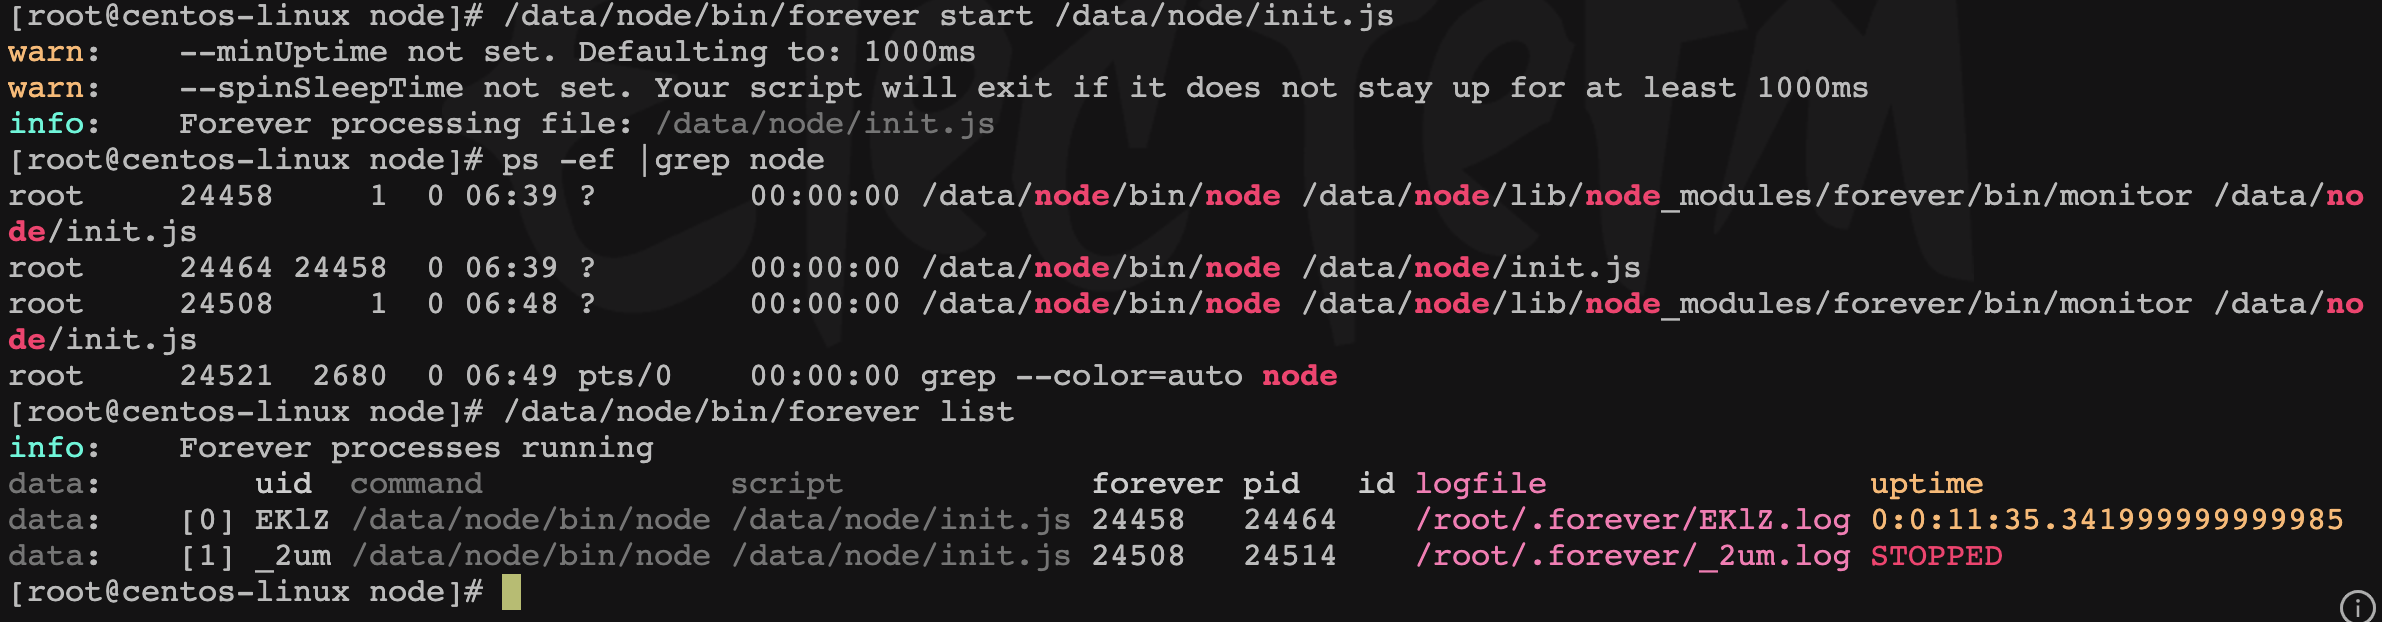 [root@centos-linux node]# /data/node/bin/forever start /data/node/init.js
warn:    --minUptime not set. Defaulting to: 1000ms
warn:    --spinSleepTime not set. Your script will exit if it does not stay up for at least 1000ms
info:    Forever processing file: /data/node/init.js
[root@centos-linux node]# ps -ef |grep node
root     24458     1  0 06:39 ?        00:00:00 /data/node/bin/node /data/node/lib/node_modules/forever/bin/monitor /data/no
de/init.js
root     24464 24458  0 06:39 ?        00:00:00 /data/node/bin/node /data/node/init.js
root     24508     1  0 06:48 ?        00:00:00 /data/node/bin/node /data/node/lib/node_modules/forever/bin/monitor /data/no
de/init.js
root     24521  2680  0 06:49 pts/0    00:00:00 grep --color=auto node
[root@centos-linux node]# /data/node/bin/forever list
info:    Forever processes running
data:        uid  command             script             forever pid   id logfile                 uptime
data:    [0] EKlZ /data/node/bin/node /data/node/init.js 24458   24464    /root/.forever/EKlZ.log 0:0:11:35.341999999999985
data:    [1] _2um /data/node/bin/node /data/node/init.js 24508   24514    /root/.forever/_2um.log STOPPED
[root@centos-linux node]#
electerm